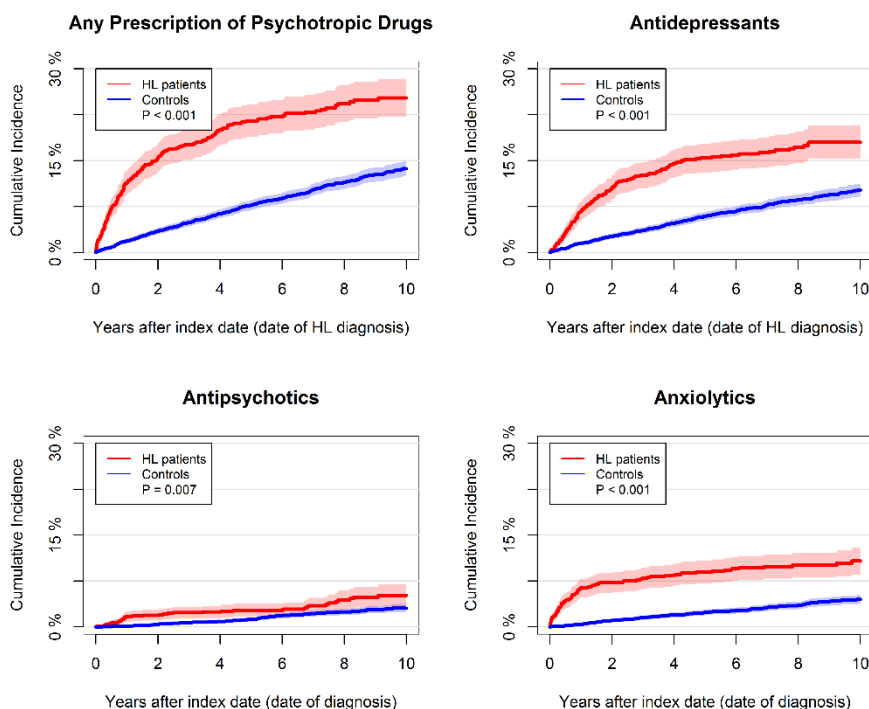 Any Prescription of Psychotropic Drugs
Cumulative Incidence
30 %
15 %
0 %
HL patients
Controls
P < 0.001
0 2 4 6 8 10
Years after index date (date of HL diagnosis)
Antidepressants
Cumulative Incidence
30 %
15 %
0 %
HL patients
Controls
P < 0.001
0 2 4 6 8 10
Years after index date (date of HL diagnosis)
Antipsychotics
Cumulative Incidence
30 %
15 %
0 %
HL patients
Controls
P = 0.007
0 2 4 6 8 10
Years after index date (date of diagnosis)
Anxiolytics
Cumulative Incidence
30 %
15 %
0 %
HL patients
Controls
P < 0.001
0 2 4 6 8 10
Years after index date (date of diagnosis)